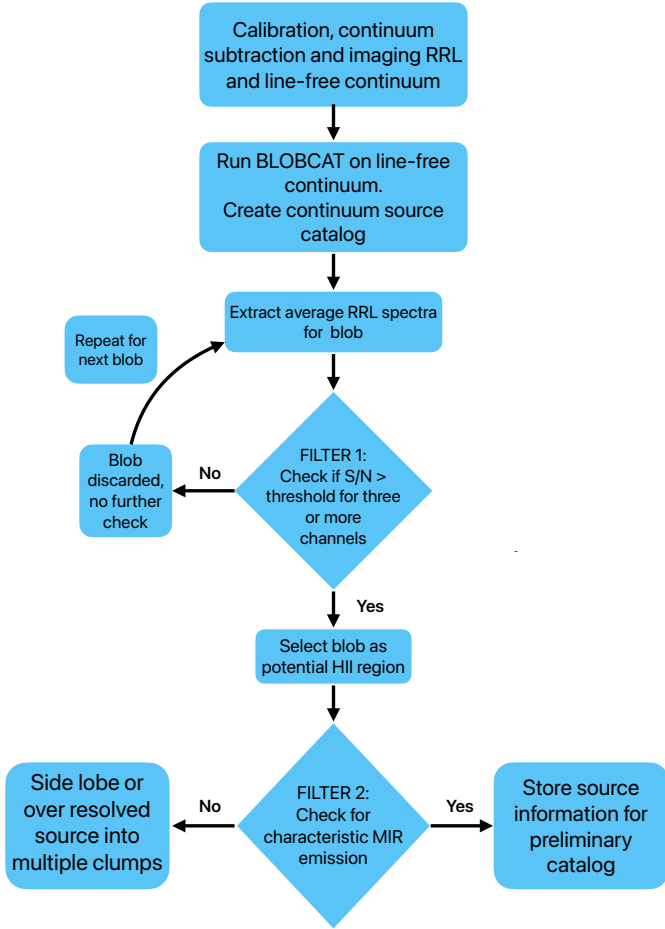 Calibration, continuum
subtraction and imaging RRL
and line-free continuum
Run BLOBCAT on line-free
continuum.
Create continuum source
catalog
Extract average RRL spectra
for blob
Repeat for
next blob
FILTER 1:
Check if S/N >
threshold for three
or more
channels
No
Blob
discarded,
no further
check
Yes
Select blob as
potential HII region
FILTER 2:
Check for
characteristic MIR
emission
No
Side lobe or
over resolved
source into
multiple clumps
Yes
Store source
information for
preliminary
catalog